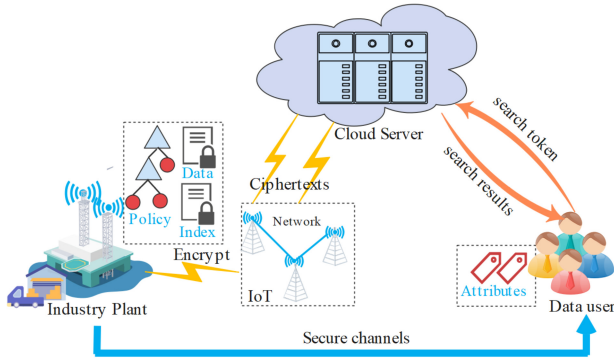 Cloud Server
search token
search results
Data
Policy
Index
Ciphertexts
Encrypt
Network
IoT
Attributes
Industry Plant
Data user
Secure channels